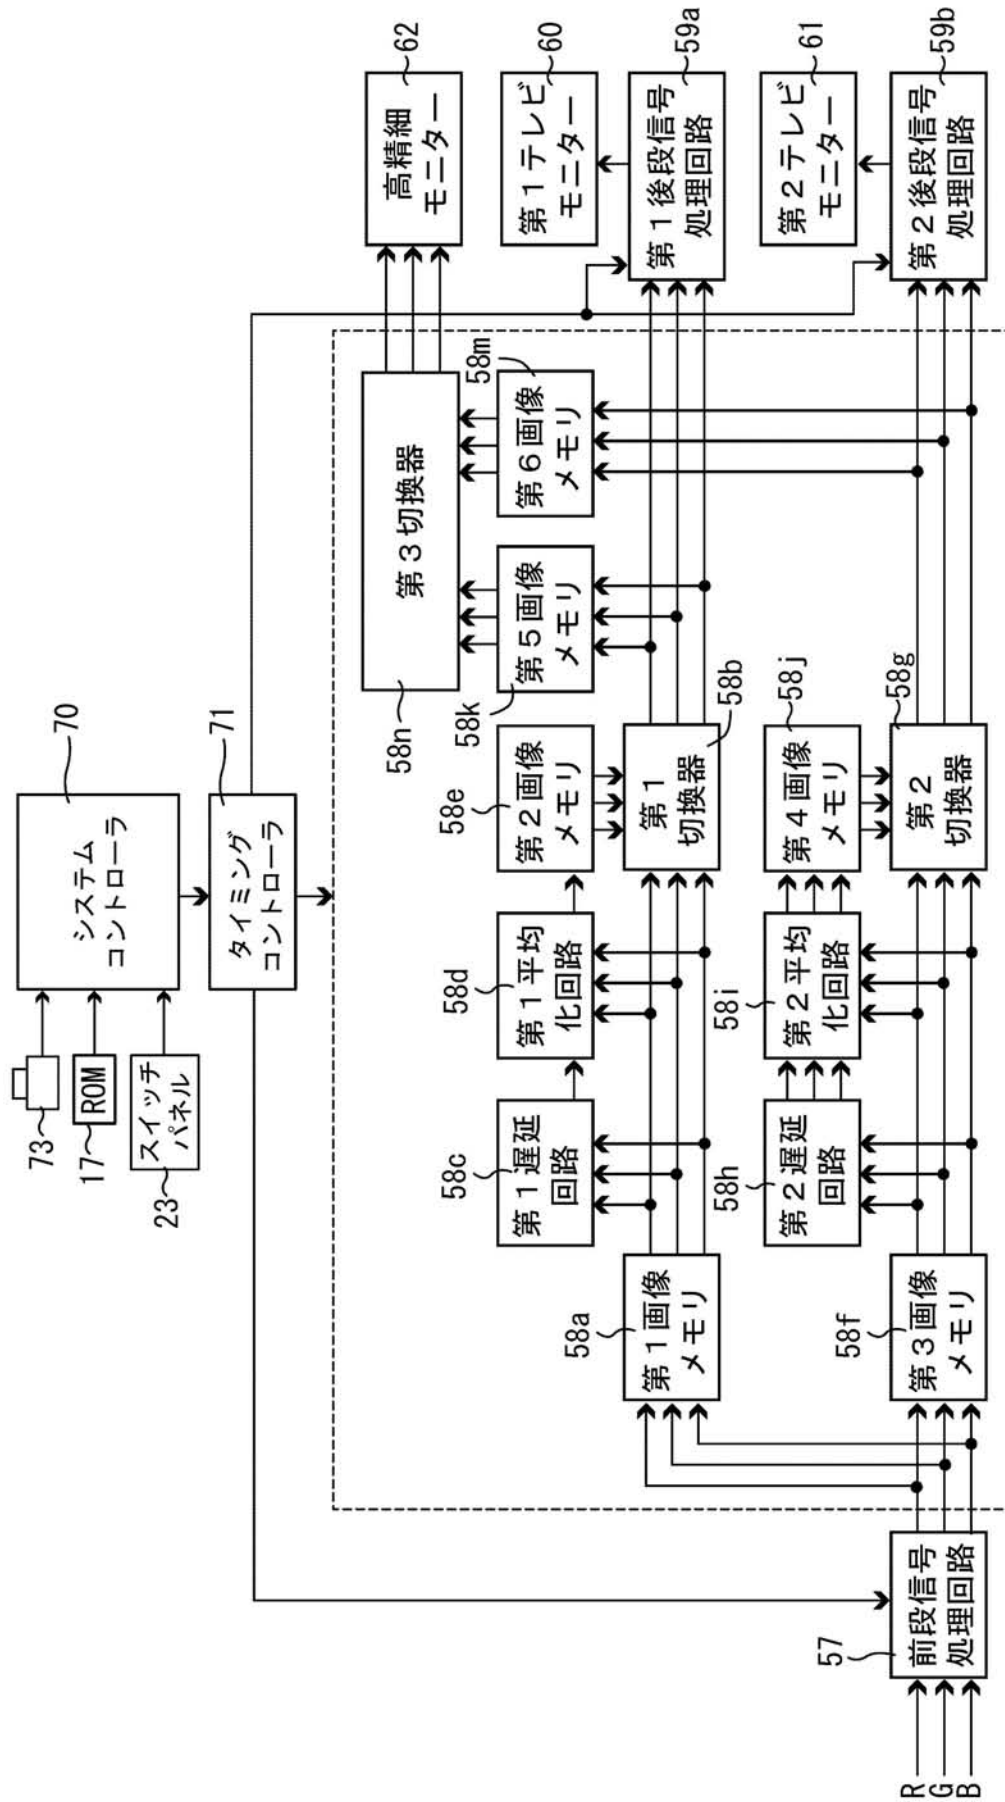 73
17
ROM
23
スイッチ
パネル
70
システム
コントローラ
71
タイミング
コントローラ
62
高精細
モニター
60
第1テレビ
モニター
59a
第1後段信号
処理回路
61
第2テレビ
モニター
59b
第2後段信号
処理回路
58n
第3切換器
58m
第6画像
メモリ
58k
第5画像
メモリ
58e
第2画像
メモリ
58b
第1
切換器
58j
第4画像
メモリ
58g
第2
切換器
58d
第1平均
化回路
58i
第2平均
化回路
58c
第1遅延
回路
58h
第2遅延
回路
58a
第1画像
メモリ
58f
第3画像
メモリ
57
前段信号
処理回路
R
G
B